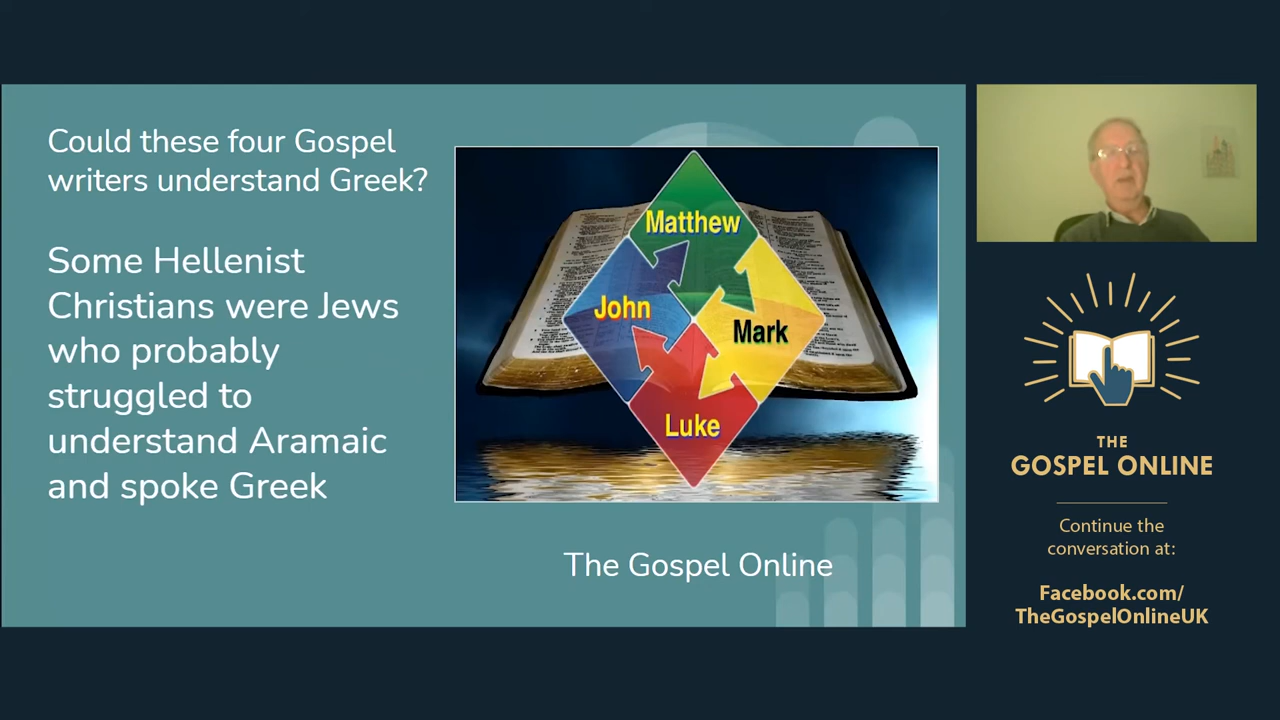 Could these four Gospel
writers understand Greek?
Some Hellenist
Christians were Jews
who probably
struggled to
understand Aramaic
and spoke Greek
Matthew
John
Mark
Luke
The Gospel Online
THE
GOSPEL ONLINE
Continue the
conversation at:
Facebook.com/
TheGospelOnlineUK